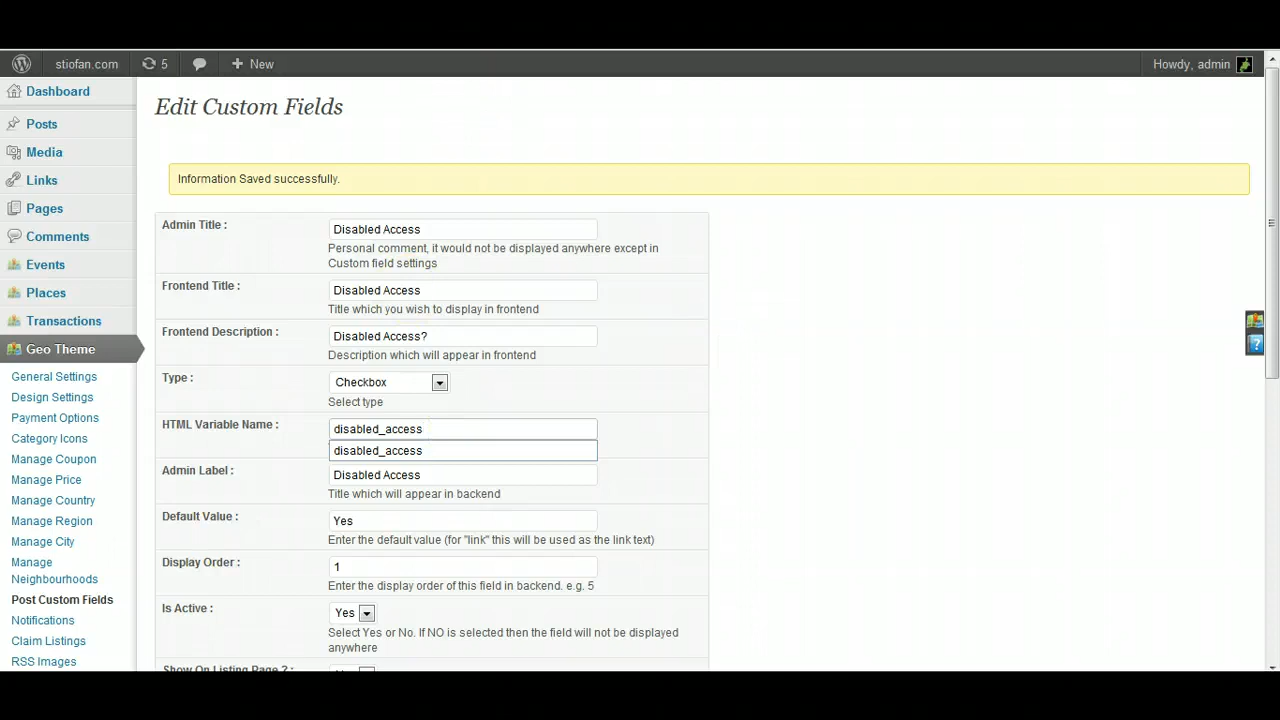 stiofan.com 5 New Howdy, admin
Dashboard
Posts
Media
Links
Pages
Comments
Events
Places
Transactions
Geo Theme
General Settings
Design Settings
Payment Options
Category Icons
Manage Coupon
Manage Price
Manage Country
Manage Region
Manage City
Manage
Neighbourhoods
Post Custom Fields
Notifications
Claim Listings
RSS Images
Edit Custom Fields
Information Saved successfully.
Admin Title : Disabled Access
Personal comment, it would not be displayed anywhere except in
Custom field settings
Frontend Title : Disabled Access
Title which you wish to display in frontend
Frontend Description : Disabled Access?
Description which will appear in frontend
Type : Checkbox
Select type
HTML Variable Name : disabled_access
disabled_access
Admin Label : Disabled Access
Title which will appear in backend
Default Value : Yes
Enter the default value (for "link" this will be used as the link text)
Display Order : 1
Enter the display order of this field in backend. e.g. 5
Is Active : Yes
Select Yes or No. If NO is selected then the field will not be displayed
anywhere
Show On Listing Page ? :